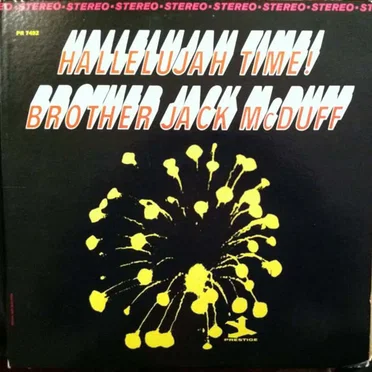 STEREO • STEREO • STEREO • STEREO • STEREO • STEREO • STEREO • STEREO
PR 7492
HALLELUJAH TIME!
BROTHER JACK McDUFF
PRESTIGE